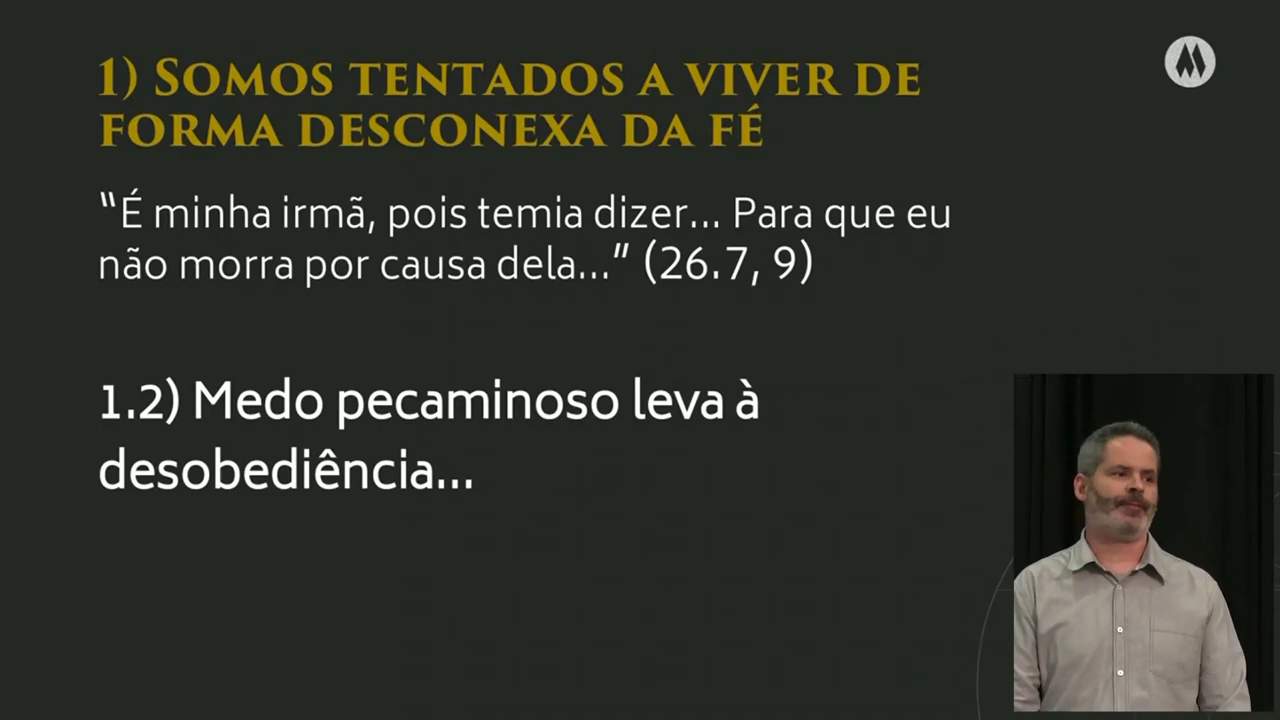 1) Somos tentados a viver de
forma desconexa da fé
"É minha irmã, pois temia dizer... Para que eu
não morra por causa dela..." (26.7, 9)
1.2) Medo pecaminoso leva à
desobediência...